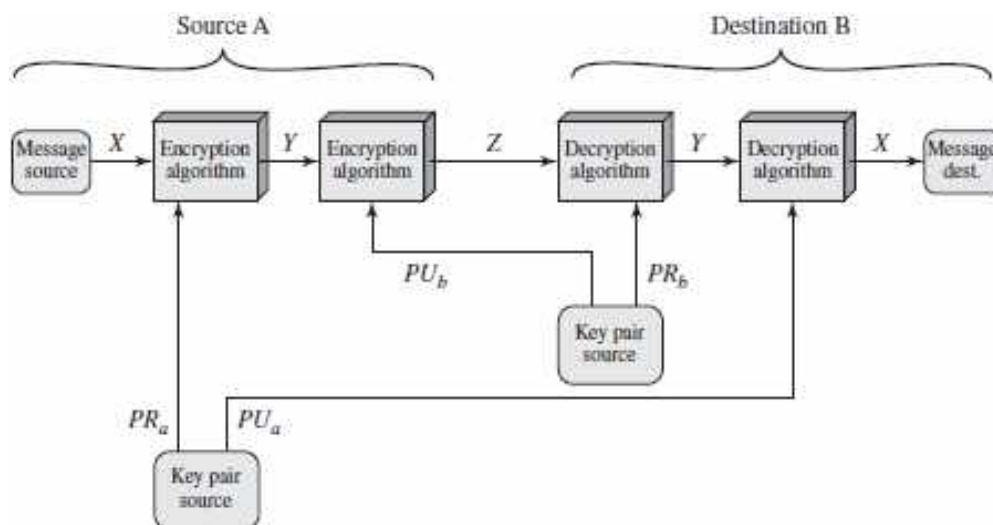 Source A
Destination B
Message
source
X
Encryption
algorithm
Y
Encryption
algorithm
Z
Decryption
algorithm
Y
Decryption
algorithm
X
Message
dest.
PU_b
PR_b
Key pair
source
PR_a
PU_a
Key pair
source